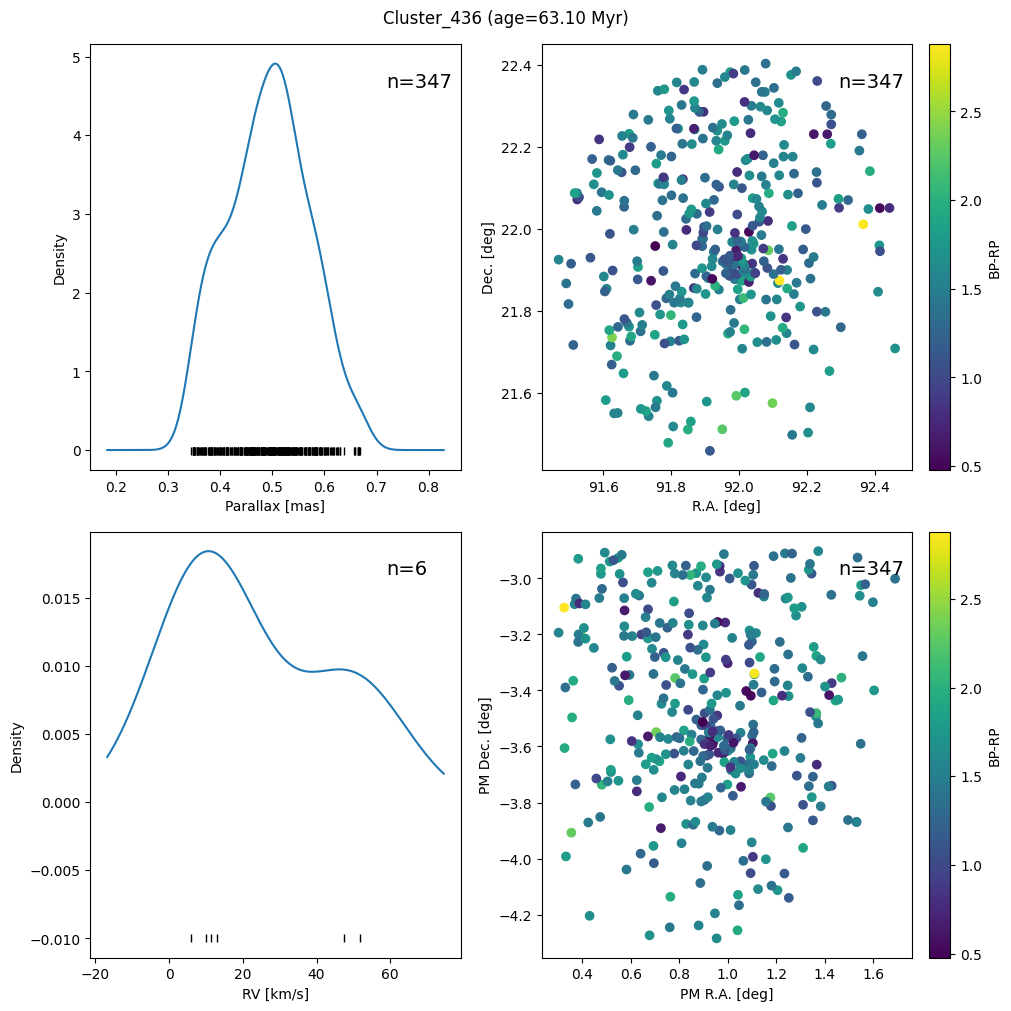 Cluster_436 (age=63.10 Myr)
n=347
Density
5
4
3
2
1
0
0.2 0.3 0.4 0.5 0.6 0.7 0.8
Parallax [mas]
n=347
Dec. [deg]
22.4
22.2
22.0
21.8
21.6
91.6 91.8 92.0 92.2 92.4
R.A. [deg]
2.5
2.0
1.5
1.0
0.5
BP-RP
n=6
Density
0.015
0.010
0.005
0.000
−0.005
−0.010
−20 0 20 40 60
RV [km/s]
n=347
PM Dec. [deg]
−3.0
−3.2
−3.4
−3.6
−3.8
−4.0
−4.2
0.4 0.6 0.8 1.0 1.2 1.4 1.6
PM R.A. [deg]
2.5
2.0
1.5
1.0
0.5
BP-RP